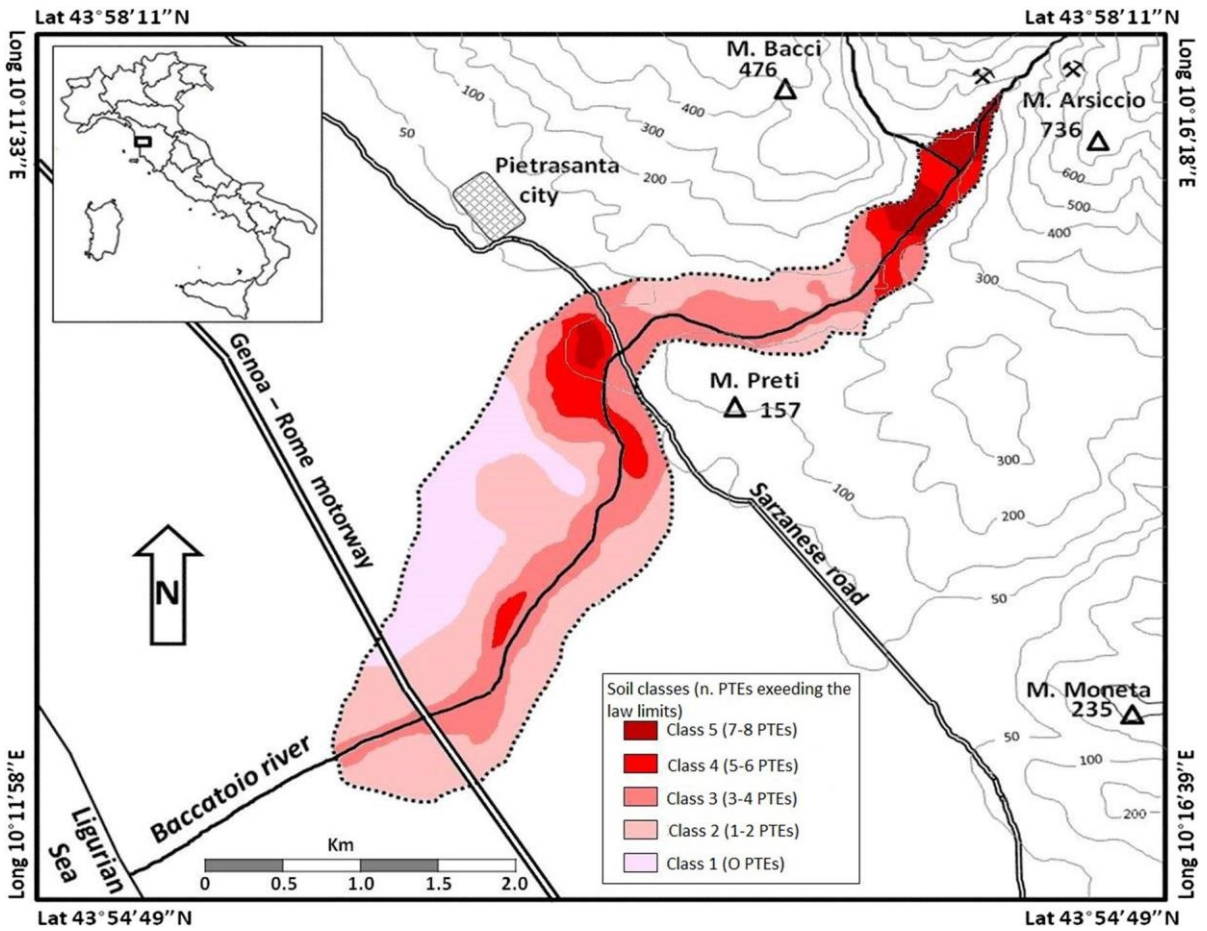 Lat 43°58'11''N
Lat 43°58'11''N
Long 10°11'33''E
Long 10°16'18''E
M. Bacci
476
M. Arsiccio
736
100
50
400
300
200
600
500
400
300
Pietrasanta
city
Genoa – Rome motorway
M. Preti
157
300
200
100
50
Sarzanese road
N
M. Moneta
235
50
100
200
Soil classes (n. PTEs exeeding the
law limits)
Class 5 (7-8 PTEs)
Class 4 (5-6 PTEs)
Class 3 (3-4 PTEs)
Class 2 (1-2 PTEs)
Class 1 (O PTEs)
Baccatoio river
Ligurian
Sea
Km
0 0.5 1.0 1.5 2.0
Long 10°11'58''E
Long 10°16'39''E
Lat 43°54'49''N
Lat 43°54'49''N